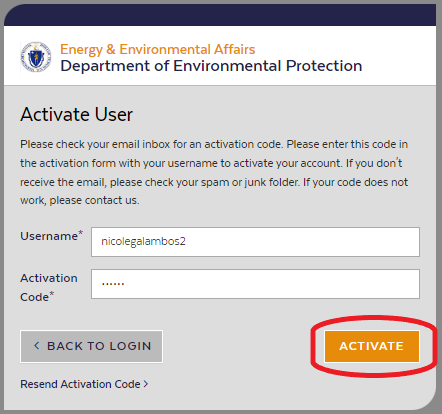 Energy & Environmental Affairs
Department of Environmental Protection
Activate User
Please check your email inbox for an activation code. Please enter this code in
the activation form with your username to activate your account. If you don't
receive the email, please check your spam or junk folder. If your code does not
work, please contact us.
Username*
nicolegalambos2
Activation
Code*
······
< BACK TO LOGIN
ACTIVATE
Resend Activation Code >